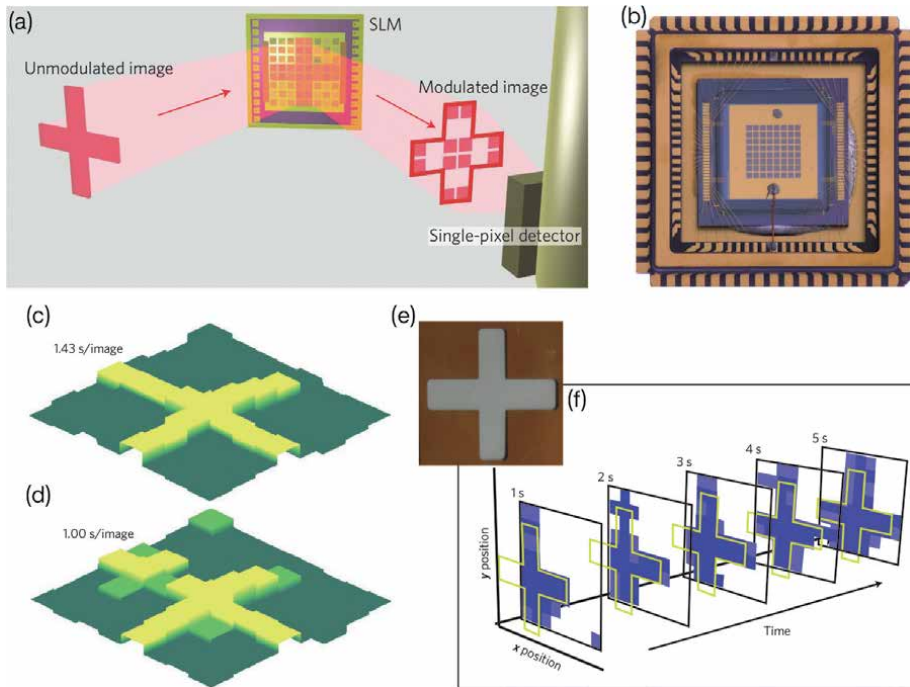 (a)
SLM
Unmodulated image
Modulated image
Single-pixel detector
(b)
(c)
1.43 s/image
(d)
1.00 s/image
(e)
(f)
1 s
2 s
3 s
4 s
5 s
y position
x position
Time